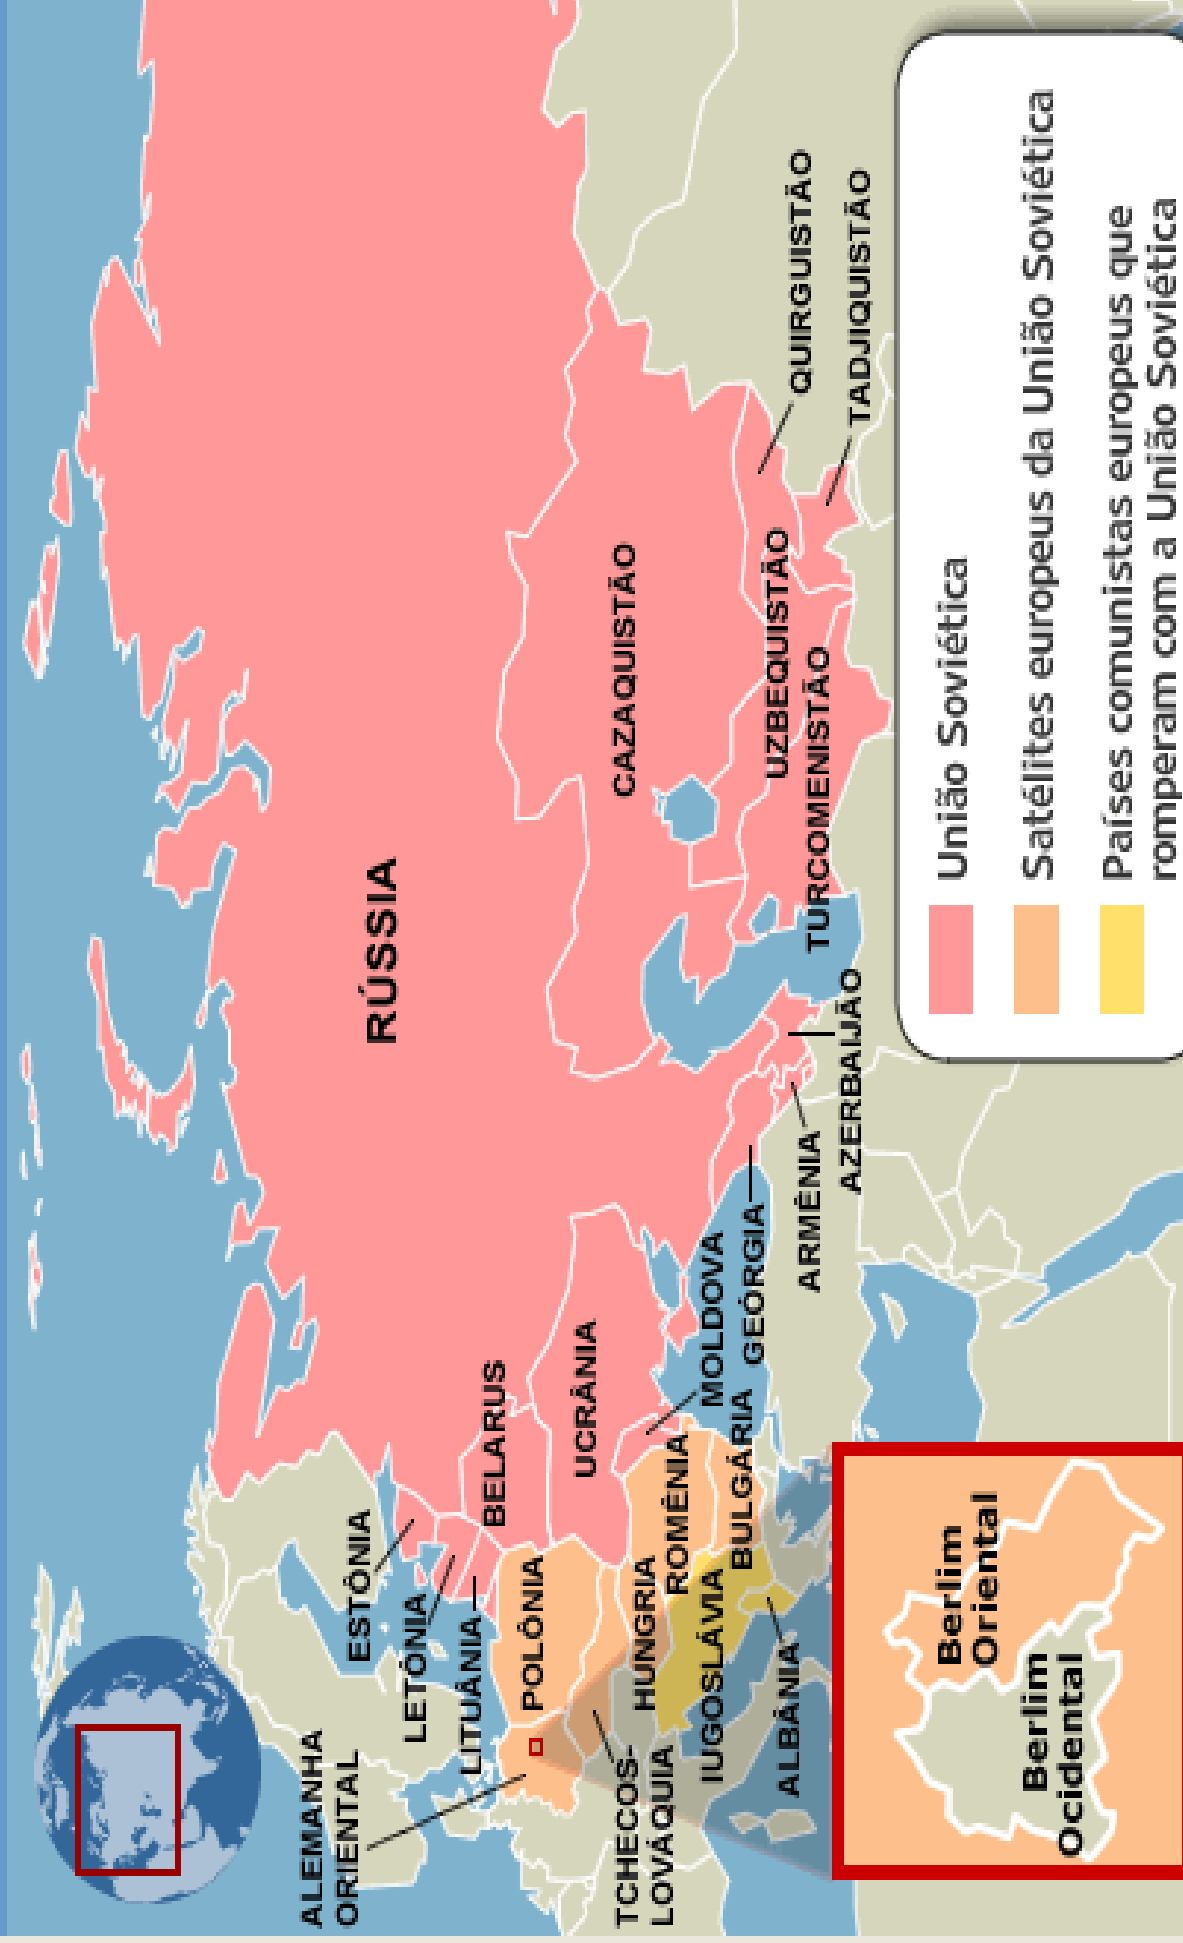 RÚSSIA
ESTÔNIA
LETÔNIA
LITUÂNIA
BELARUS
UCRÂNIA
CAZAQUISTÃO
QUIRGUISTÃO
TADJIQUISTÃO
UZBEQUISTÃO
TURCOMENISTÃO
AZERBAIJÃO
ARMÊNIA
GEÓRGIA
MOLDOVA
ALEMANHA
ORIENTAL
POLÔNIA
TCHECOS-
LOVÁQUIA
HUNGRIA
ROMÊNIA
BULGÁRIA
IUGOSLÁVIA
ALBÂNIA
Berlim
Oriental
Berlim
Ocidental
União Soviética
Satélites europeus da União Soviética
Países comunistas europeus que
romperam com a União Soviética